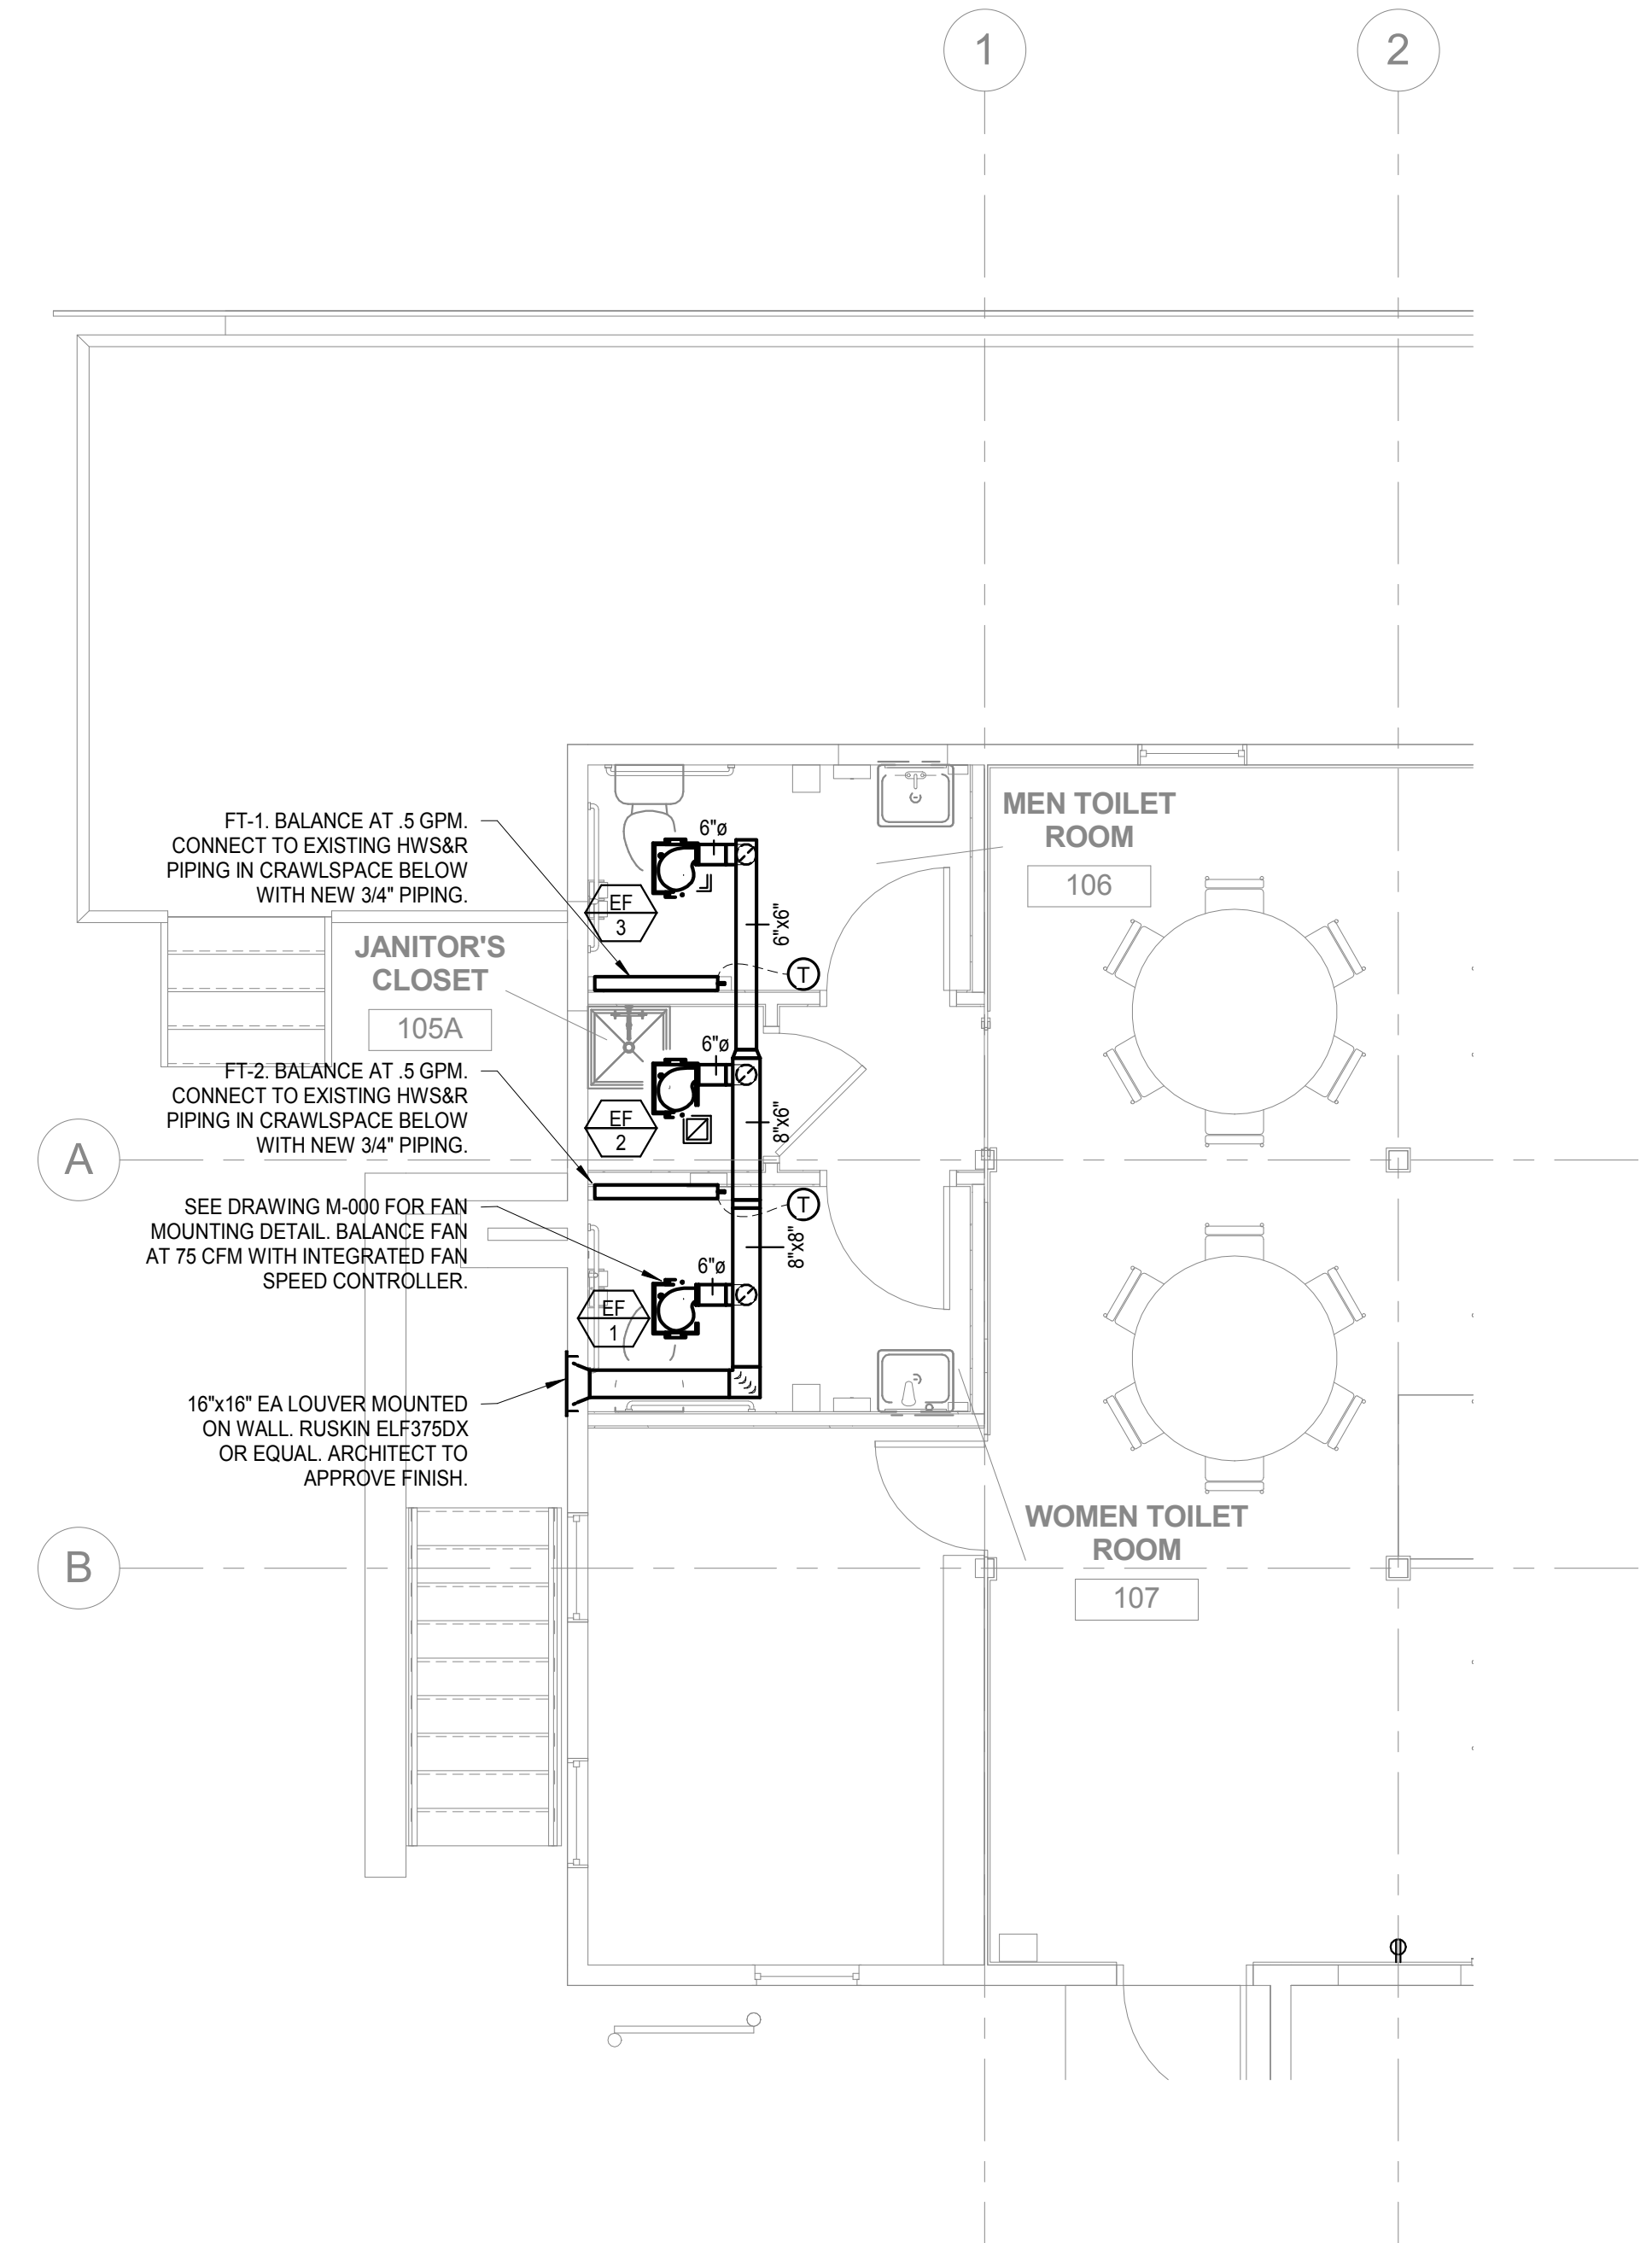 1
2
FT-1. BALANCE AT .5 GPM.
CONNECT TO EXISTING HWS&R
PIPING IN CRAWLSPACE BELOW
WITH NEW 3/4" PIPING.
6"ø
EF
3
6"x6"
T
MEN TOILET
ROOM
106
JANITOR'S
CLOSET
105A
FT-2. BALANCE AT .5 GPM.
CONNECT TO EXISTING HWS&R
PIPING IN CRAWLSPACE BELOW
WITH NEW 3/4" PIPING.
6"ø
EF
2
8"x6"
A
T
SEE DRAWING M-000 FOR FAN
MOUNTING DETAIL. BALANCE FAN
AT 75 CFM WITH INTEGRATED FAN
SPEED CONTROLLER.
6"ø
EF
1
8"x8"
16"x16" EA LOUVER MOUNTED
ON WALL. RUSKIN ELF375DX
OR EQUAL. ARCHITECT TO
APPROVE FINISH.
WOMEN TOILET
ROOM
107
B